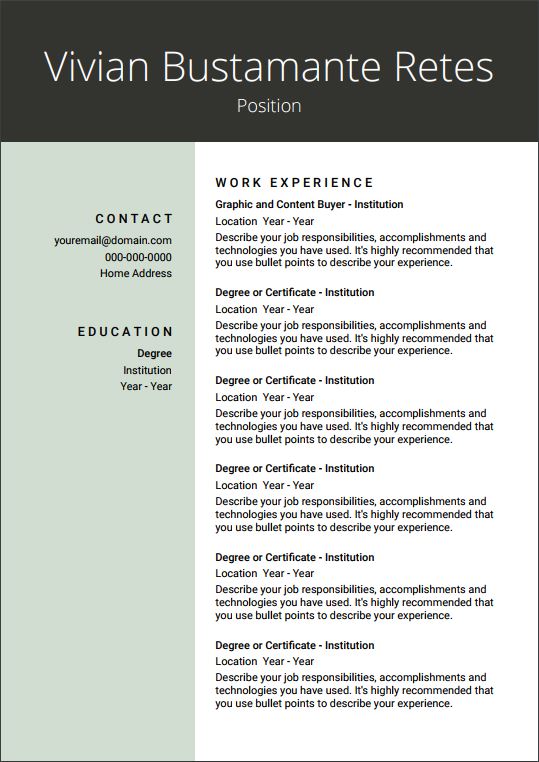 Vivian Bustamante Retes
Position
CONTACT
youremail@domain.com
000-000-0000
Home Address
EDUCATION
Degree
Institution
Year - Year
WORK EXPERIENCE
Graphic and Content Buyer - Institution
Location Year - Year
Describe your job responsibilities, accomplishments and
technologies you have used. It's highly recommended that
you use bullet points to describe your experience.
Degree or Certificate - Institution
Location Year - Year
Describe your job responsibilities, accomplishments and
technologies you have used. It's highly recommended that
you use bullet points to describe your experience.
Degree or Certificate - Institution
Location Year - Year
Describe your job responsibilities, accomplishments and
technologies you have used. It's highly recommended that
you use bullet points to describe your experience.
Degree or Certificate - Institution
Location Year - Year
Describe your job responsibilities, accomplishments and
technologies you have used. It's highly recommended that
you use bullet points to describe your experience.
Degree or Certificate - Institution
Location Year - Year
Describe your job responsibilities, accomplishments and
technologies you have used. It's highly recommended that
you use bullet points to describe your experience.
Degree or Certificate - Institution
Location Year - Year
Describe your job responsibilities, accomplishments and
technologies you have used. It's highly recommended that
you use bullet points to describe your experience.